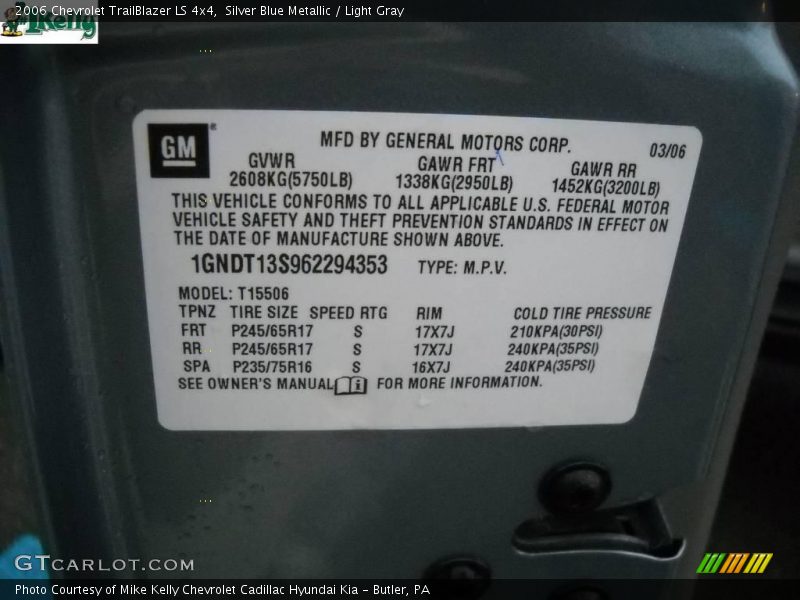 2006 Chevrolet TrailBlazer LS 4x4, Silver Blue Metallic / Light Gray
Kelly
GM
MFD BY GENERAL MOTORS CORP. 03/06
GVWR GAWR FRT GAWR RR
2608KG(5750LB) 1338KG(2950LB) 1452KG(3200LB)
THIS VEHICLE CONFORMS TO ALL APPLICABLE U.S. FEDERAL MOTOR
VEHICLE SAFETY AND THEFT PREVENTION STANDARDS IN EFFECT ON
THE DATE OF MANUFACTURE SHOWN ABOVE.
1GNDT13S962294353 TYPE: M.P.V.
MODEL: T15506
TPNZ TIRE SIZE SPEED RTG RIM COLD TIRE PRESSURE
FRT P245/65R17 S 17X7J 210KPA(30PSI)
RR P245/65R17 S 17X7J 240KPA(35PSI)
SPA P235/75R16 S 16X7J 240KPA(35PSI)
SEE OWNER'S MANUAL FOR MORE INFORMATION.
GTCARLOT.COM
Photo Courtesy of Mike Kelly Chevrolet Cadillac Hyundai Kia - Butler, PA